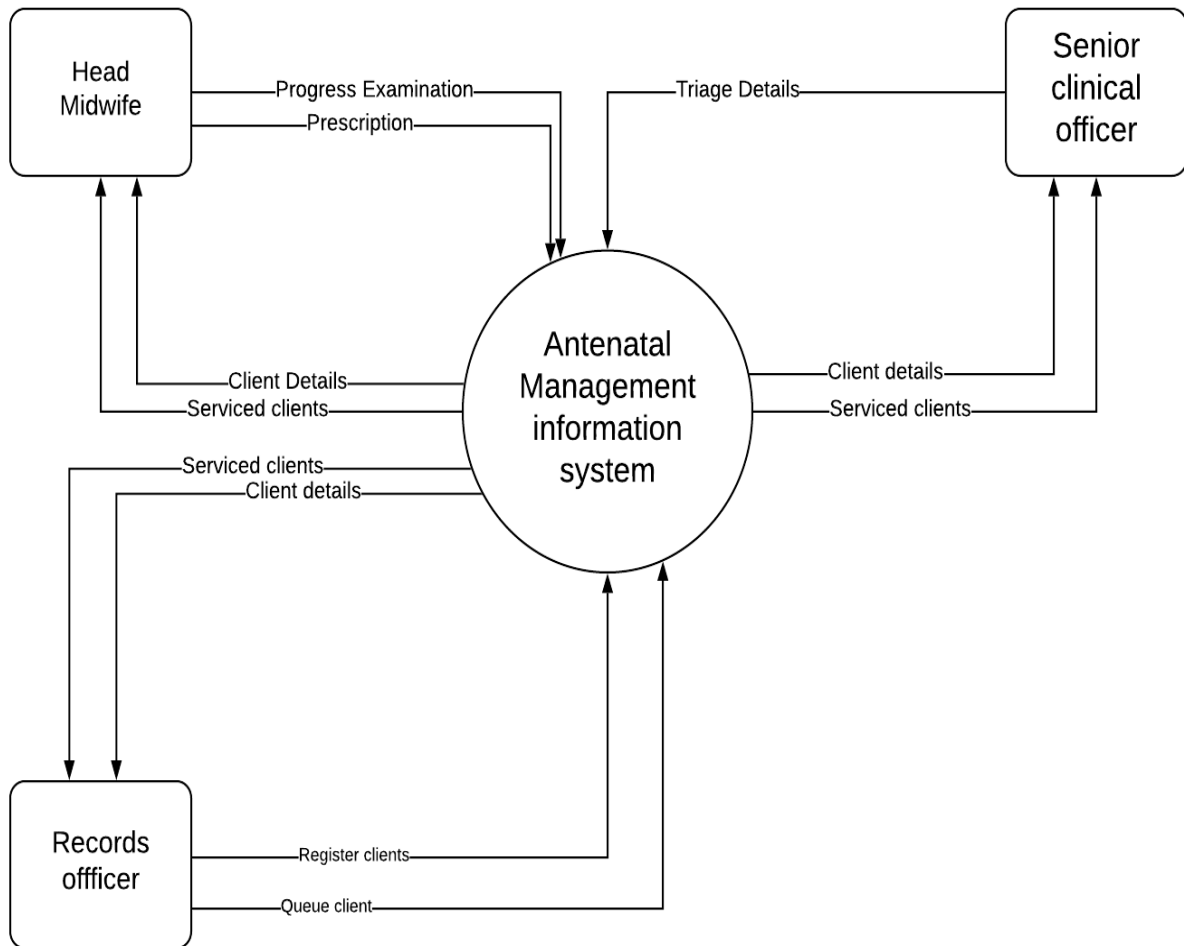 Head
Midwife
Progress Examination
Prescription
Triage Details
Senior
clinical
officer
Client Details
Serviced clients
Antenatal
Management
information
system
Client details
Serviced clients
Serviced clients
Client details
Records
offficer
Register clients
Queue client